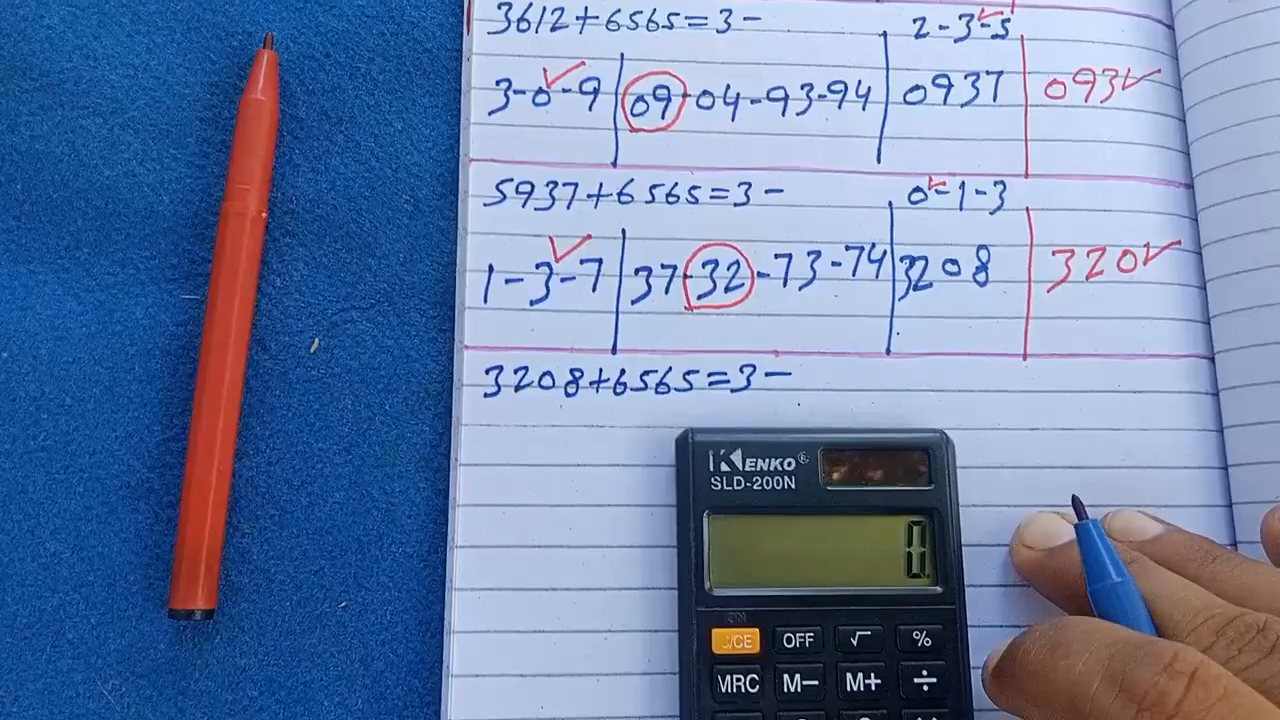 3612+6565=3- 2-3-5
3-0-9 09-04-93-94 0937 093
5937+6565=3- 0-1-3
1-3-7 37-32-73-74 3208 320
3208+6565=3-
KENKO®
SLD-200N
0.
ON
C/CE OFF √ %
MRC M- M+ ÷